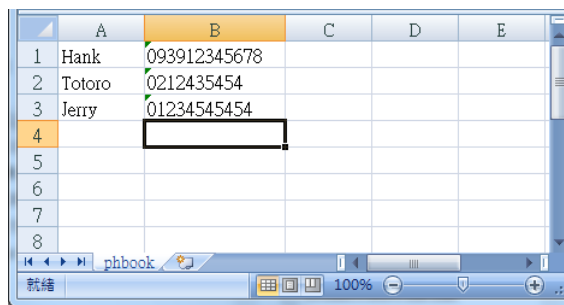 A B C D E
1 Hank 093912345678
2 Totoro 0212435454
3 Jerry 01234545454
4
5
6
7
8
phbook
就緒 100%